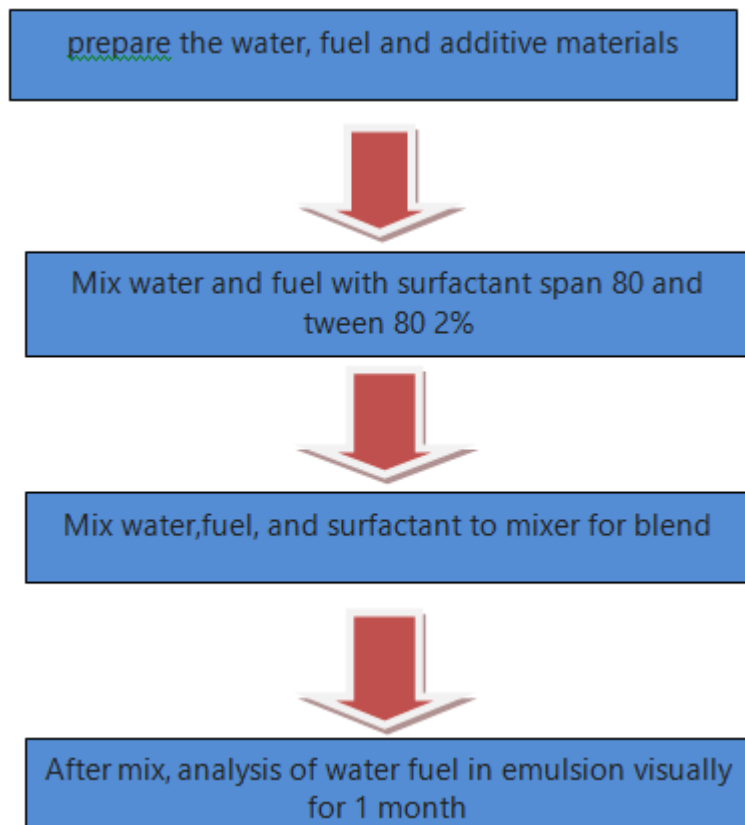 prepare the water, fuel and additive materials
Mix water and fuel with surfactant span 80 and
tween 80 2%
Mix water,fuel, and surfactant to mixer for blend
After mix, analysis of water fuel in emulsion visually
for 1 month